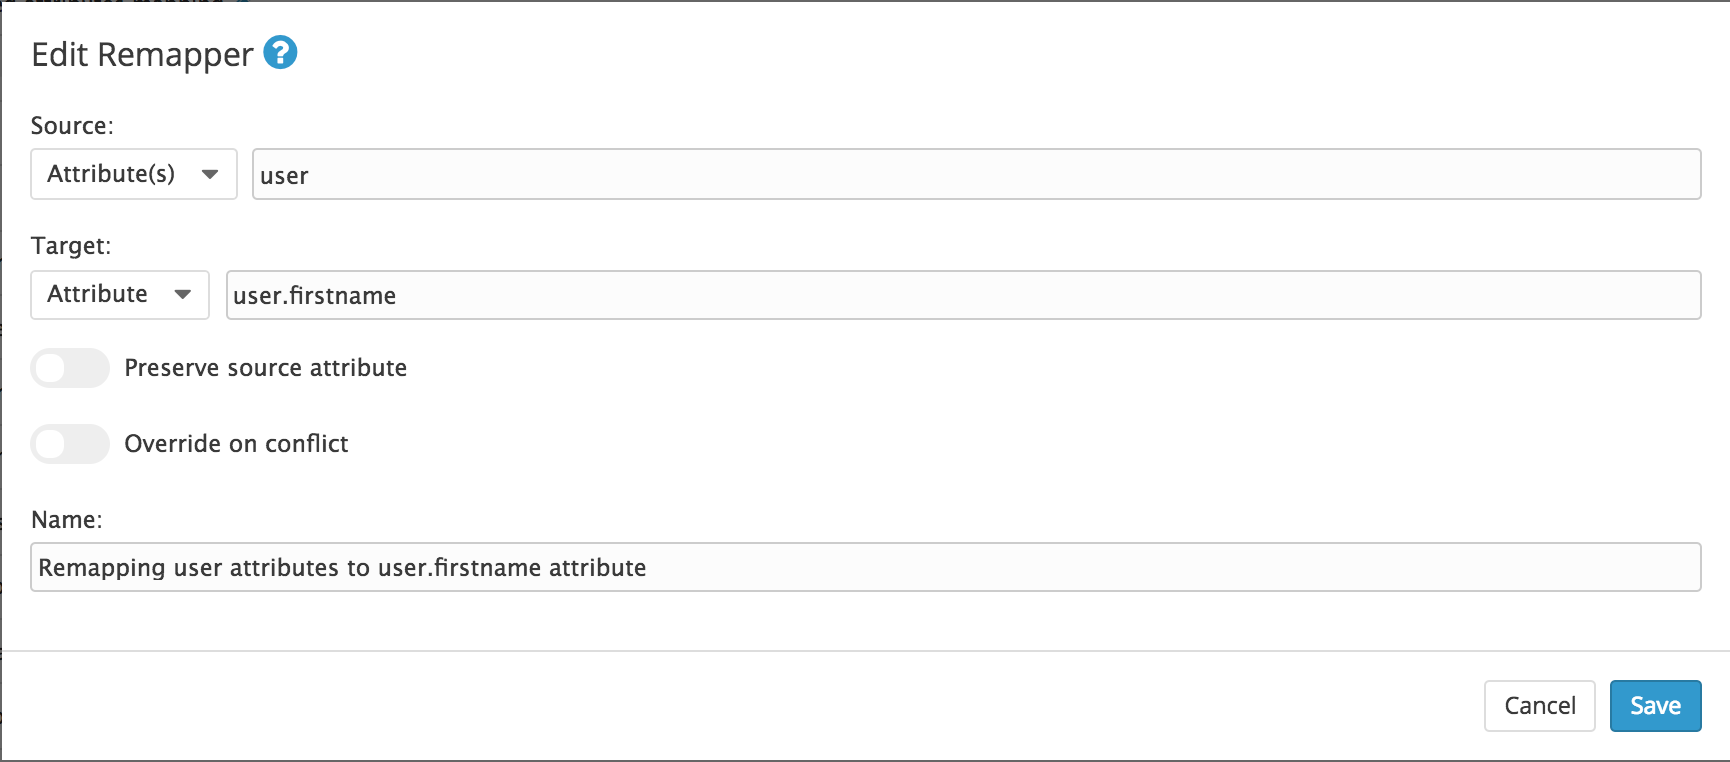 Edit Remapper ?
Source:
Attribute(s) user
Target:
Attribute user.firstname
Preserve source attribute
Override on conflict
Name:
Remapping user attributes to user.firstname attribute
Cancel Save